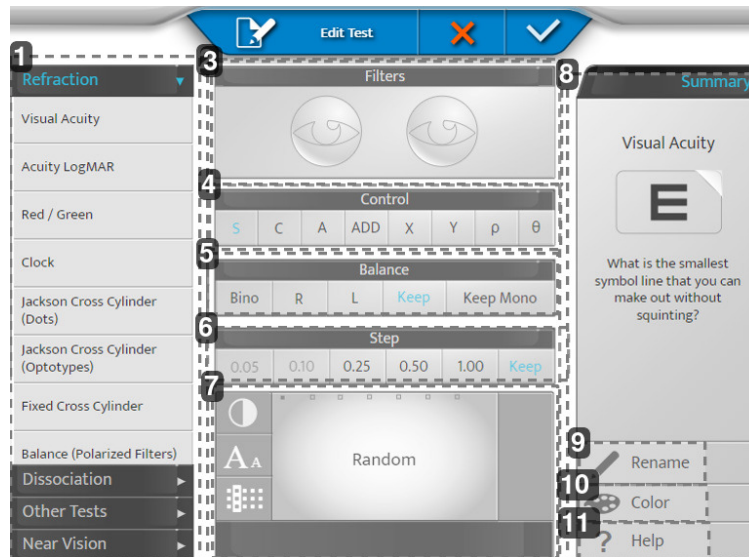 Edit Test
1
Refraction
Visual Acuity
Acuity LogMAR
Red / Green
Clock
Jackson Cross Cylinder
(Dots)
Jackson Cross Cylinder
(Optotypes)
Fixed Cross Cylinder
Balance (Polarized Filters)
Dissociation
Other Tests
Near Vision
3
Filters
4
Control
S C A ADD X Y ρ θ
5
Balance
Bino R L Keep Keep Mono
6
Step
0.05 0.10 0.25 0.50 1.00 Keep
7
A A
Random
8
Summary
Visual Acuity
E
What is the smallest
symbol line that you can
make out without
squinting?
9
Rename
10
Color
11
? Help